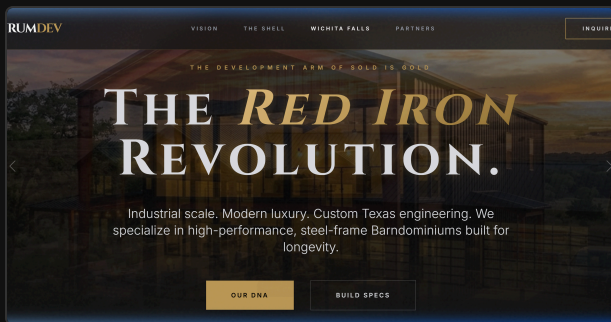 RUMDEV
VISION THE SHELL WICHITA FALLS PARTNERS
THE DEVELOPMENT ARM OF SOLD IS GOLD
THE RED IRON
REVOLUTION.
Industrial scale. Modern luxury. Custom Texas engineering. We
specialize in high-performance, steel-frame Barndominiums built for
longevity.
OUR DNA BUILD SPECS